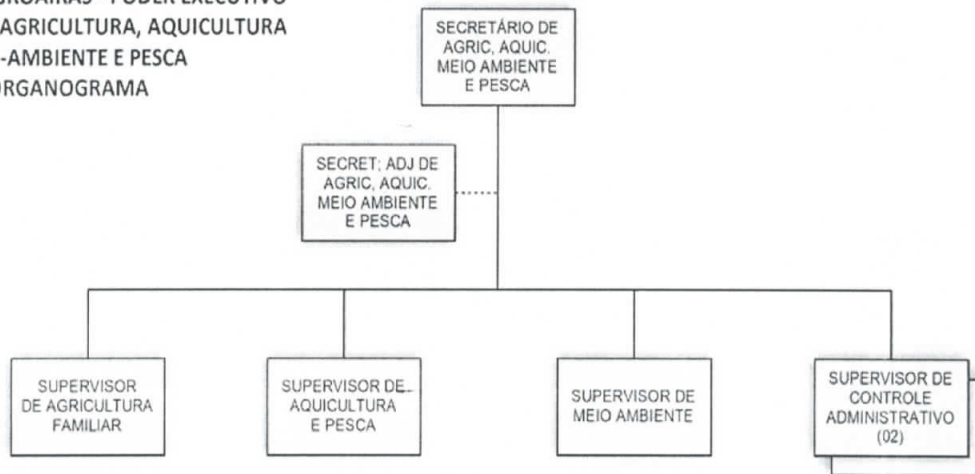 AGRICULTURA, AQUICULTURA
-AMBIENTE E PESCA
SECRETÁRIO DE
AGRIC, AQUIC.
MEIO AMBIENTE
E PESCA
SECRET; ADJ DE
AGRIC, AQUIC.
MEIO AMBIENTE
E PESCA
SUPERVISOR
DE AGRICULTURA
FAMILIAR
SUPERVISOR DE
AQUICULTURA
E PESCA
SUPERVISOR DE
MEIO AMBIENTE
SUPERVISOR DE
CONTROLE
ADMINISTRATIVO
(02)